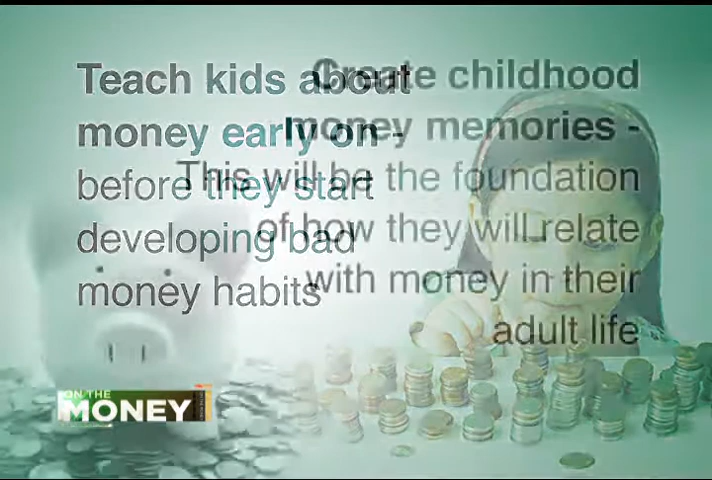 Teach kids about
money early on -
before they start
developing bad
money habits
Create childhood
money memories -
This will be the foundation
of how they will relate
with money in their
adult life
ON THE
MONEY